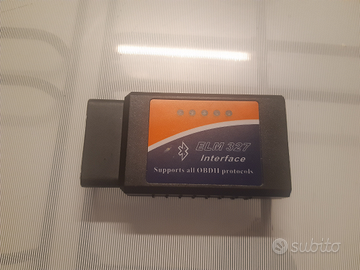 ELM 327
Interface
Supports all OBDII protocols
subito